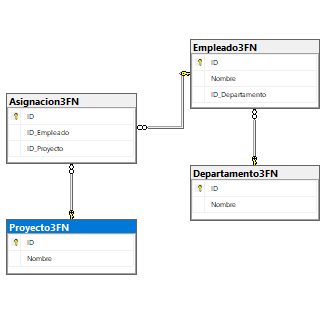 Empleado3FN
ID
Nombre
ID_Departamento
Asignacion3FN
ID
ID_Empleado
ID_Proyecto
Departamento3FN
ID
Nombre
Proyecto3FN
ID
Nombre